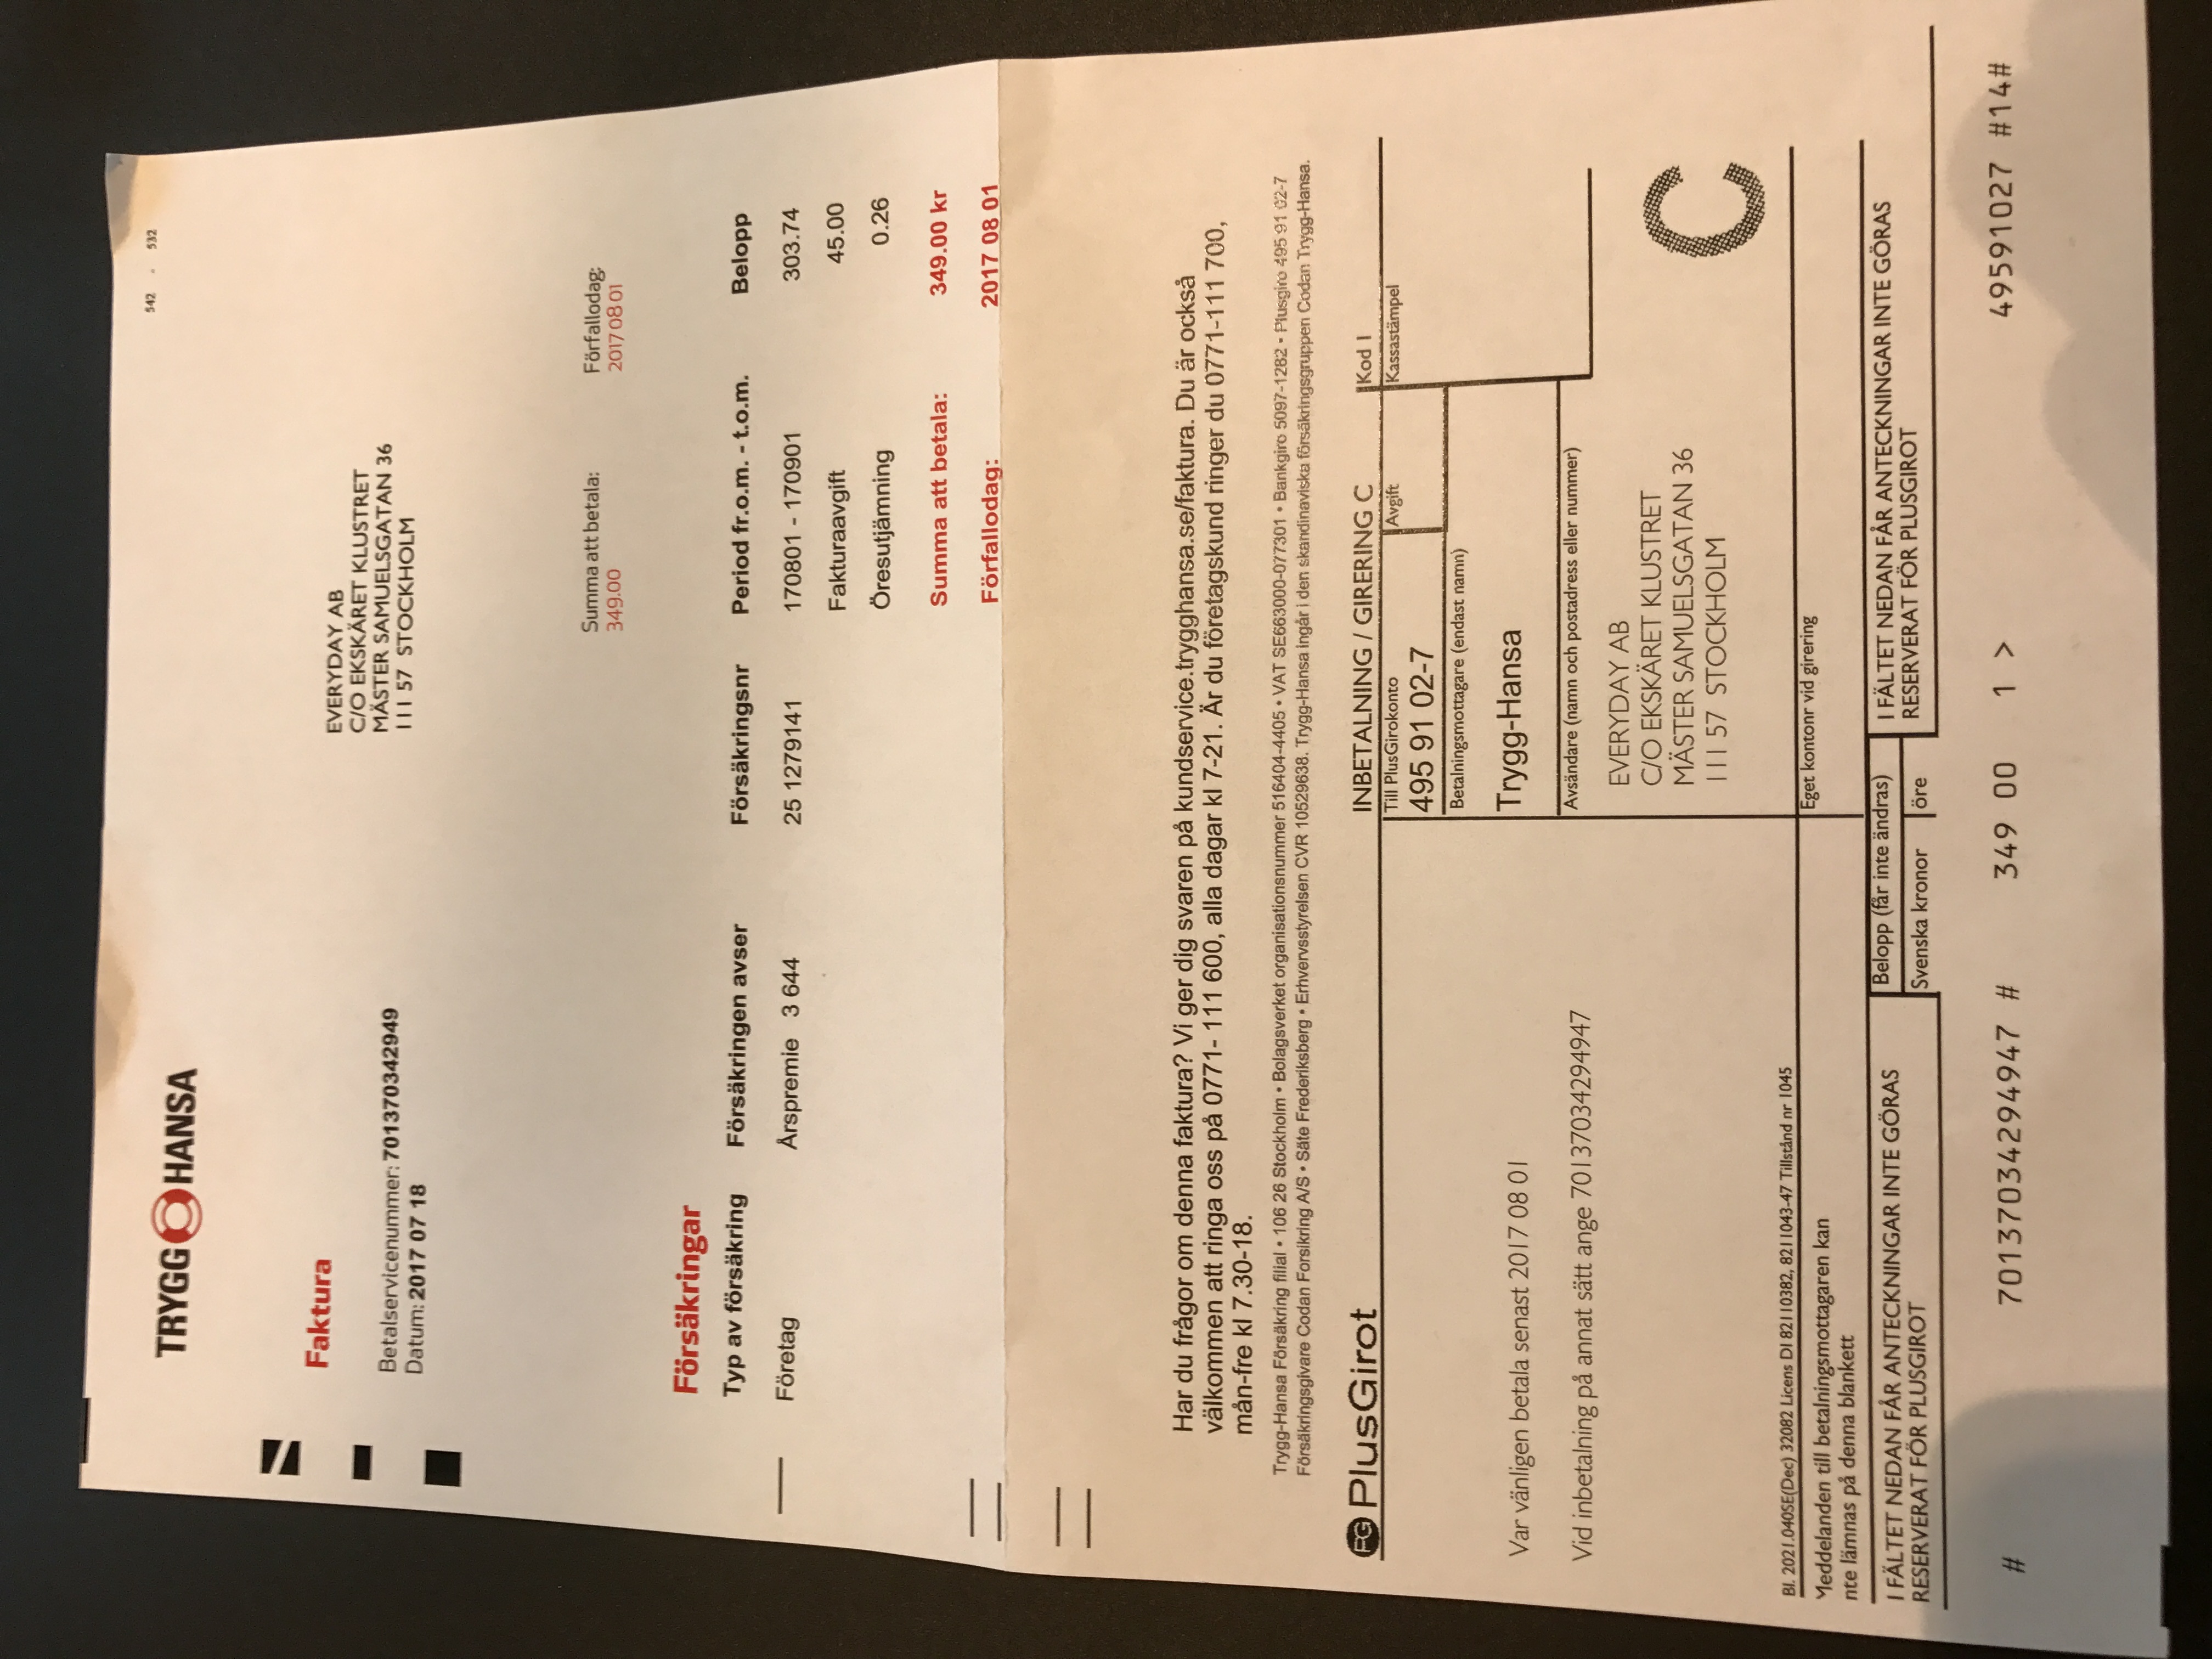 542 - 532
TRYGG HANSA
Faktura
Betalservicenummer: 701370342949
Datum: 2017 07 18
EVERYDAY AB
C/O EKSKÄRET KLUSTRET
MÄSTER SAMUELSGATAN 36
111 57 STOCKHOLM
Summa att betala: Förfallodag:
349.00 2017 08 01
Försäkringar
Typ av försäkring Försäkringen avser Försäkringsnr Period fr.o.m. - t.o.m. Belopp
Företag Årspremie 3 644 25 1279141 170801 - 170901 303.74
Fakturaavgift 45.00
Öresutjämning 0.26
Summa att betala: 349.00 kr
Förfallodag: 2017 08 01
Har du frågor om denna faktura? Vi ger dig svaren på kundservice.trygghansa.se/faktura. Du är också
välkommen att ringa oss på 0771- 111 600, alla dagar kl 7-21. Är du företagskund ringer du 0771-111 700,
mån-fre kl 7.30-18.
Trygg-Hansa Försäkring filial • 106 26 Stockholm • Bolagsverket organisationsnummer 516404-4405 • VAT SE663000-077301 • Bankgiro 5097-1282 • Plusgiro 495 91 02-7
Försäkringsgivare Codan Forsikring A/S • Säte Frederiksberg • Erhvervsstyrelsen CVR 10529638. Trygg-Hansa ingår i den skandinaviska försäkringsgruppen Codan Trygg-Hansa.
PG PlusGirot INBETALNING / GIRERING C Kod 1
Till PlusGirokonto Avgift Kassastämpel
495 91 02-7
Betalningsmottagare (endast namn)
Trygg-Hansa
Var vänligen betala senast 2017 08 01
Vid inbetalning på annat sätt ange 70137034294947
Avsändare (namn och postadress eller nummer)
EVERYDAY AB
C/O EKSKÄRET KLUSTRET
MÄSTER SAMUELSGATAN 36
111 57 STOCKHOLM
C
Bl. 2021.040SE(Dec) 32082 Licens DI 82110382, 8211043-47 Tillstånd nr 1045
Meddelanden till betalningsmottagaren kan
nte lämnas på denna blankett
Eget kontonr vid girering
I FÄLTET NEDAN FÅR ANTECKNINGAR INTE GÖRAS
RESERVERAT FÖR PLUSGIROT
Belopp (får inte ändras)
Svenska kronor öre
I FÄLTET NEDAN FÅR ANTECKNINGAR INTE GÖRAS
RESERVERAT FÖR PLUSGIROT
# 70137034294947 # 349 00 1 > 49591027 #14#